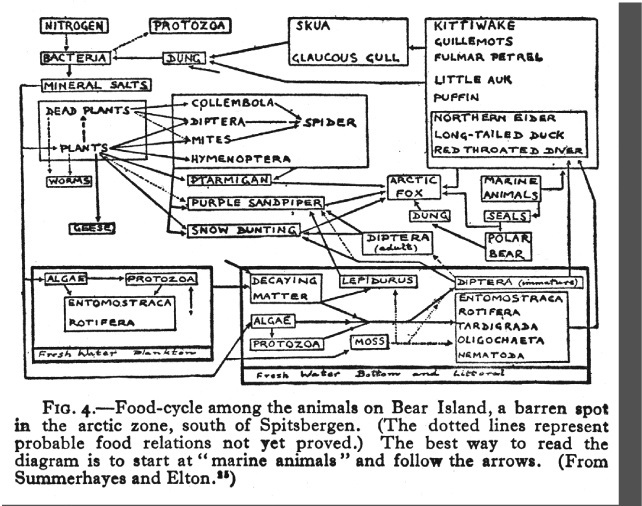 NITROGEN
PROTOZOA
BACTERIA
DUNG
MINERAL SALTS
SKUA
GLAUCOUS GULL
KITTIWAKE
GUILLEMOTS
FULMAR PETREL
LITTLE AUK
PUFFIN
NORTHERN EIDER
LONG-TAILED DUCK
RED THROATED DIVER
DEAD PLANTS
PLANTS
WORMS
GEESE
COLLEMBOLA
DIPTERA
MITES
HYMENOPTERA
SPIDER
PTARMIGAN
PURPLE SANDPIPER
SNOW BUNTING
ARCTIC
FOX
MARINE
ANIMALS
DUNG
SEALS
DIPTERA
(adult)
POLAR
BEAR
ALGAE
PROTOZOA
ENTOMOSTRACA
ROTIFERA
Fresh Water Plankton
DECAYING
MATTER
LEPIDURUS
DIPTERA (immature)
ALGAE
PROTOZOA
MOSS
ENTOMOSTRACA
ROTIFERA
TARDIGRADA
OLIGOCHAETA
NEMATODA
Fresh Water Bottom and Littoral
FIG. 4.—Food-cycle among the animals on Bear Island, a barren spot
in the arctic zone, south of Spitsbergen. (The dotted lines represent
probable food relations not yet proved.) The best way to read the
diagram is to start at "marine animals" and follow the arrows. (From
Summerhayes and Elton.²⁵)